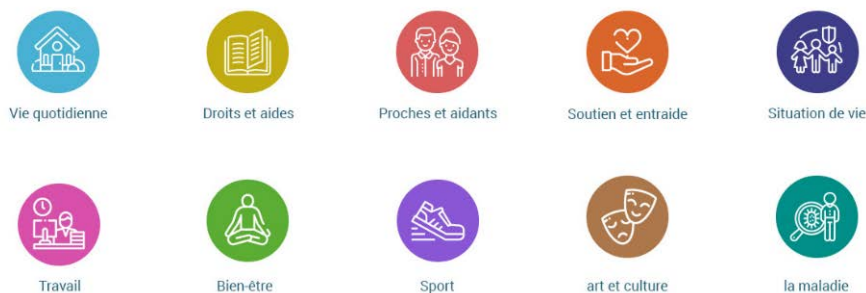 Vie quotidienne
Droits et aides
Proches et aidants
Soutien et entraide
Situation de vie
Travail
Bien-être
Sport
art et culture
la maladie